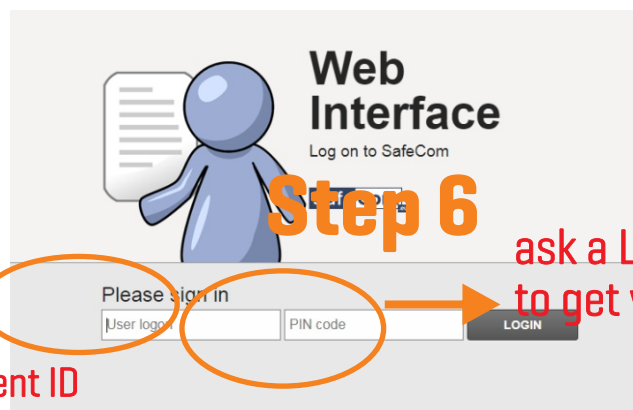 Web
Interface
Log on to SafeCom
Step 6
ask a L
to get
Please sign in
User logon
PIN code
LOGIN
ent ID